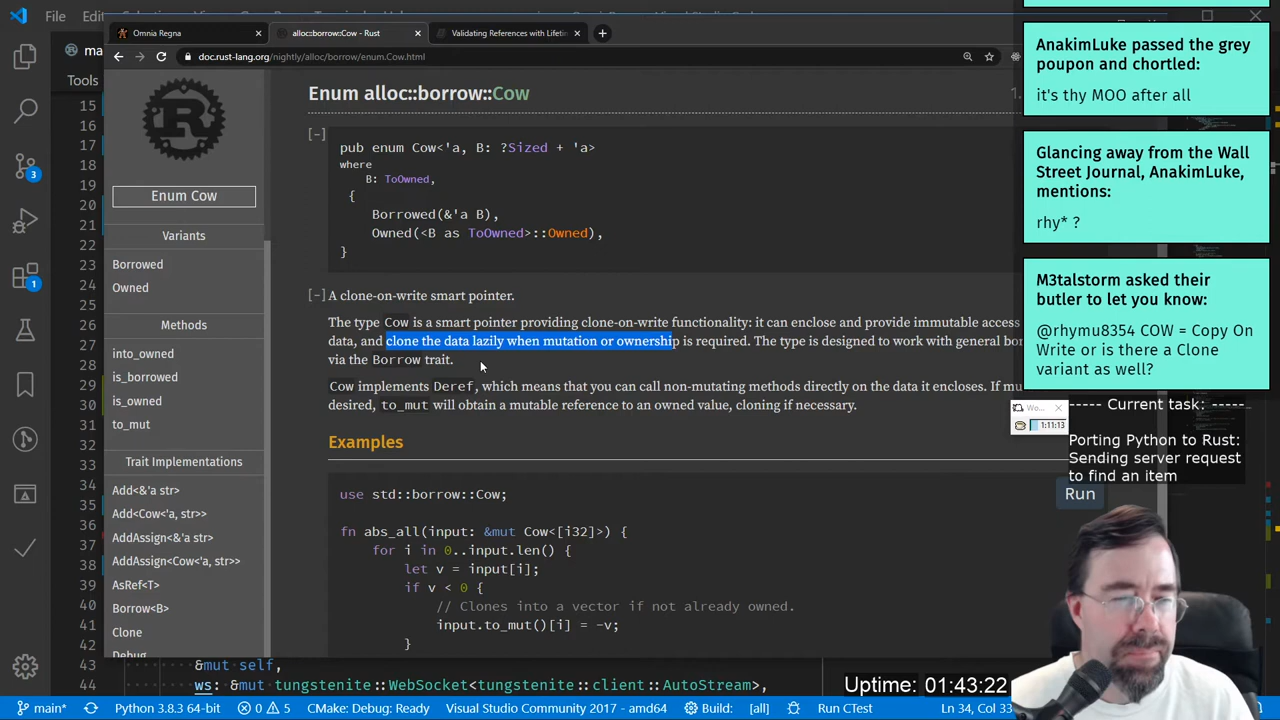 File
Ed
Omnia Regna
alloc::borrow::Cow - Rust
Validating References with Lifetin
doc.rust-lang.org/nightly/alloc/borrow/enum.Cow.html
ma
Tools
15
16
17
18
19
20
21
22
23
24
25
26
27
28
29
30
31
32
33
34
35
36
37
38
39
40
41
42
43
44
3
1
Enum Cow
Variants
Borrowed
Owned
Methods
into_owned
is_borrowed
is_owned
to_mut
Trait Implementations
Add<&'a str>
Add<Cow<'a, str>>
AddAssign<&'a str>
AddAssign<Cow<'a, str>>
AsRef<T>
Borrow<B>
Clone
Debug
Enum alloc::borrow::Cow
1.
[-]
pub enum Cow<'a, B: ?Sized + 'a>
where
B: ToOwned,
{
Borrowed(&'a B),
Owned(<B as ToOwned>::Owned),
}
[-] A clone-on-write smart pointer.
The type Cow is a smart pointer providing clone-on-write functionality: it can enclose and provide immutable access
data, and clone the data lazily when mutation or ownership is required. The type is designed to work with general bor
via the Borrow trait.
Cow implements Deref, which means that you can call non-mutating methods directly on the data it encloses. If mu
desired, to_mut will obtain a mutable reference to an owned value, cloning if necessary.
Examples
Run
use std::borrow::Cow;
fn abs_all(input: &mut Cow<[i32]>) {
for i in 0..input.len() {
let v = input[i];
if v < 0 {
// Clones into a vector if not already owned.
input.to_mut()[i] = -v;
}
&mut self,
ws: &mut tungstenite::WebSocket<tungstenite::client::AutoStream>,
AnakimLuke passed the grey
poupon and chortled:
it's thy MOO after all
Glancing away from the Wall
Street Journal, AnakimLuke,
mentions:
rhy* ?
M3talstorm asked their
butler to let you know:
@rhymu8354 COW = Copy On
Write or is there a Clone
variant as well?
Wo...
1:11:13
----- Current task: -----
Porting Python to Rust:
Sending server request
to find an item
Uptime: 01:43:22
main*
Python 3.8.3 64-bit
0
5
CMake: Debug: Ready
Visual Studio Community 2017 - amd64
Build:
[all]
Run CTest
Ln 34, Col 39 (